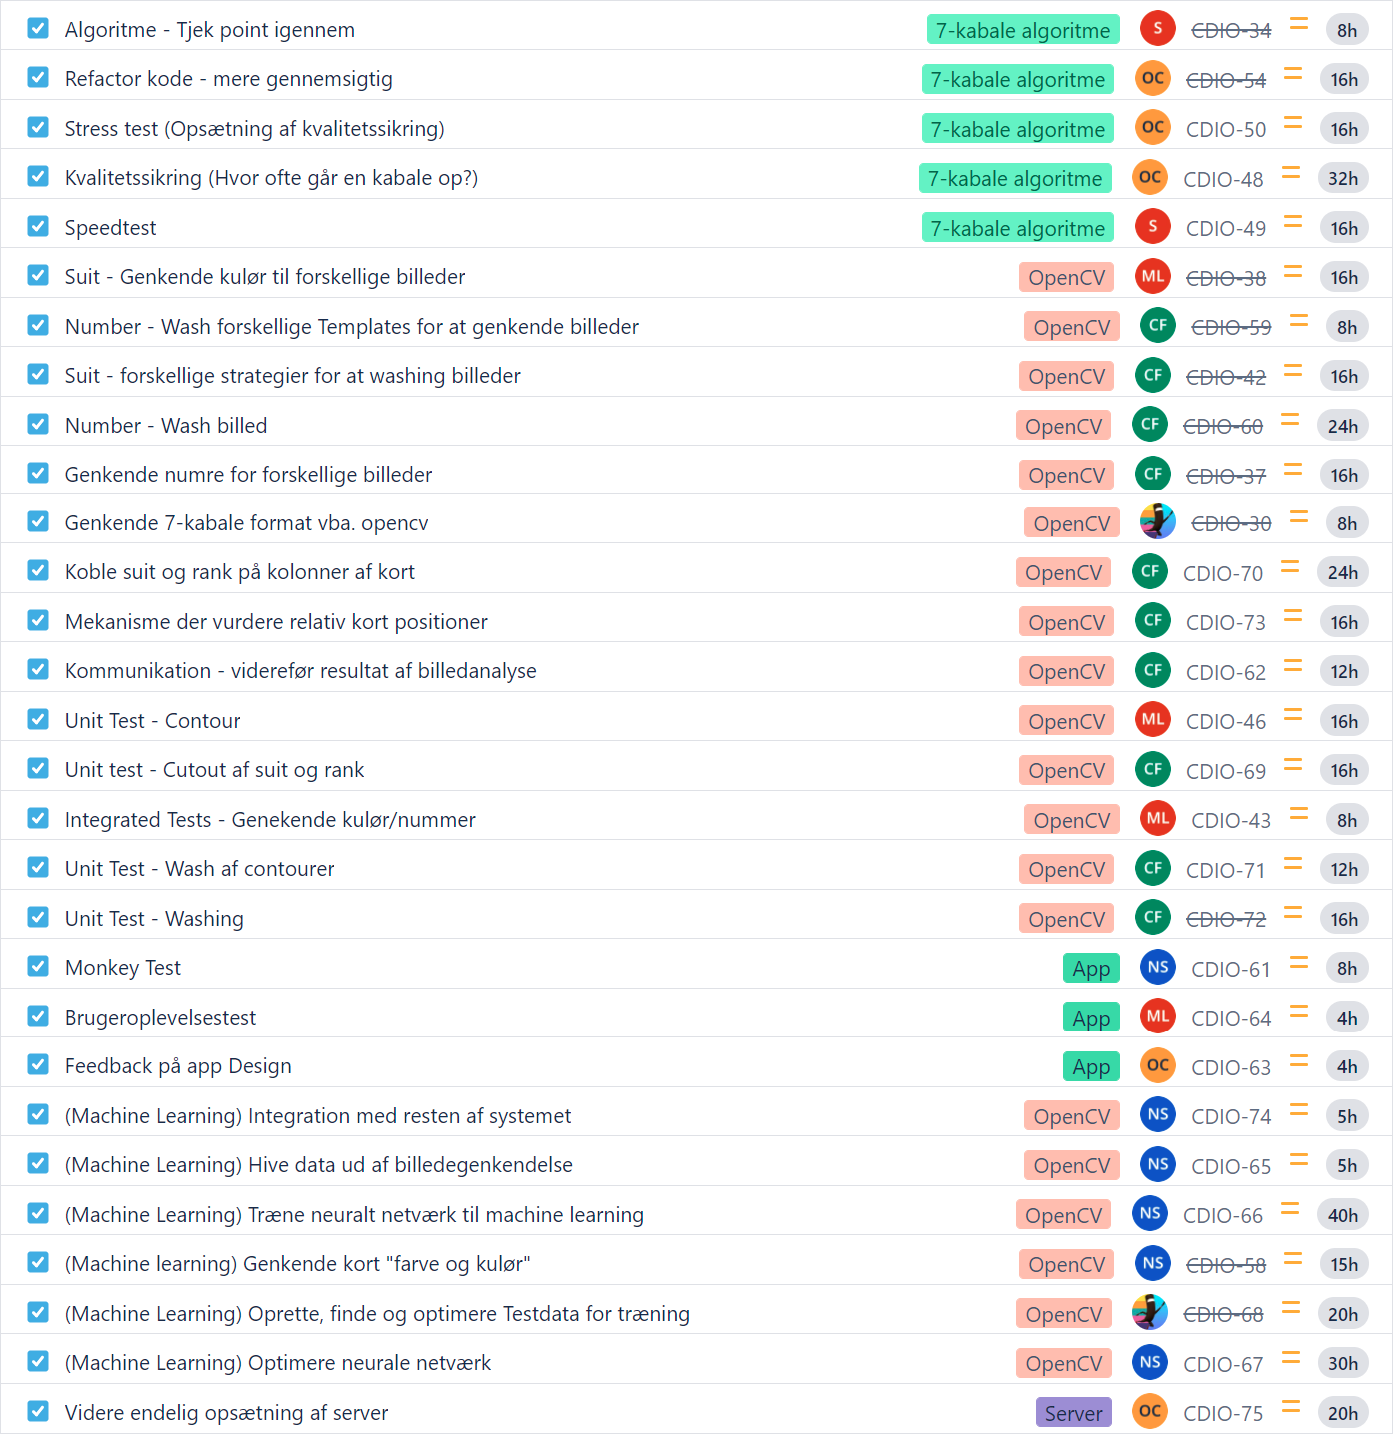 Algoritme - Tjek point igennem 7-kabale algoritme S CDIO-34 8h
Refactor kode - mere gennemsigtig 7-kabale algoritme OC CDIO-54 16h
Stress test (Opsætning af kvalitetssikring) 7-kabale algoritme OC CDIO-50 16h
Kvalitetssikring (Hvor ofte går en kabale op?) 7-kabale algoritme OC CDIO-48 32h
Speedtest 7-kabale algoritme S CDIO-49 16h
Suit - Genkende kulør til forskellige billeder OpenCV ML CDIO-38 16h
Number - Wash forskellige Templates for at genkende billeder OpenCV CF CDIO-59 8h
Suit - forskellige strategier for at washing billeder OpenCV CF CDIO-42 16h
Number - Wash billed OpenCV CF CDIO-60 24h
Genkende numre for forskellige billeder OpenCV CF CDIO-37 16h
Genkende 7-kabale format vba. opencv OpenCV CDIO-30 8h
Koble suit og rank på kolonner af kort OpenCV CF CDIO-70 24h
Mekanisme der vurdere relativ kort positioner OpenCV CF CDIO-73 16h
Kommunikation - viderefør resultat af billedanalyse OpenCV CF CDIO-62 12h
Unit Test - Contour OpenCV ML CDIO-46 16h
Unit test - Cutout af suit og rank OpenCV CF CDIO-69 16h
Integrated Tests - Genekende kulør/nummer OpenCV ML CDIO-43 8h
Unit Test - Wash af contourer OpenCV CF CDIO-71 12h
Unit Test - Washing OpenCV CF CDIO-72 16h
Monkey Test App NS CDIO-61 8h
Brugeroplevelsestest App ML CDIO-64 4h
Feedback på app Design App OC CDIO-63 4h
(Machine Learning) Integration med resten af systemet OpenCV NS CDIO-74 5h
(Machine Learning) Hive data ud af billedegenkendelse OpenCV NS CDIO-65 5h
(Machine Learning) Træne neuralt netværk til machine learning OpenCV NS CDIO-66 40h
(Machine learning) Genkende kort "farve og kulør" OpenCV NS CDIO-58 15h
(Machine Learning) Oprette, finde og optimere Testdata for træning OpenCV CDIO-68 20h
(Machine Learning) Optimere neurale netværk OpenCV NS CDIO-67 30h
Videre endelig opsætning af server Server OC CDIO-75 20h